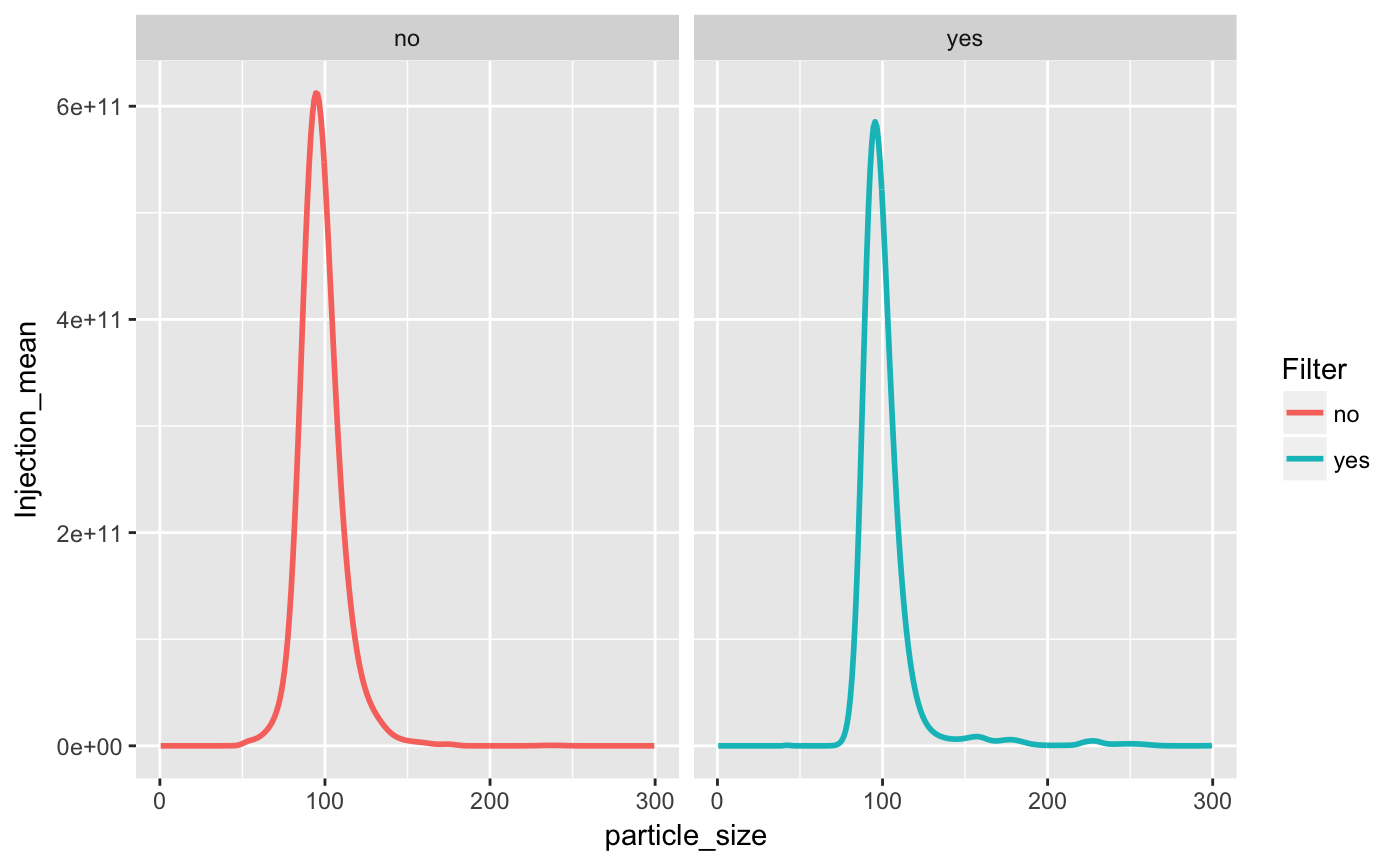 no
yes
Injection_mean
6e+11
4e+11
2e+11
0e+00
0 100 200 300
0 100 200 300
particle_size
Filter
no
yes